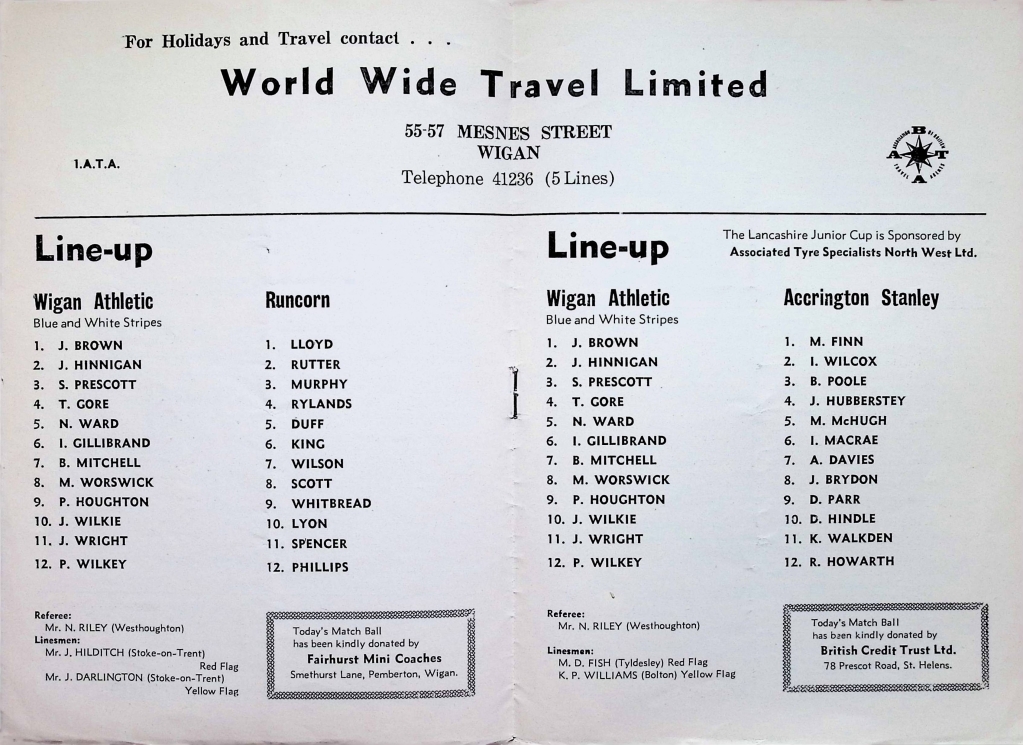 For Holidays and Travel contact . . .
World Wide Travel Limited
55-57 MESNES STREET
WIGAN
Telephone 41236 (5 Lines)
I.A.T.A.
ASSOCIATION OF BRITISH TRAVEL AGENTS
A B T A
Line-up
Wigan Athletic
Blue and White Stripes
1. J. BROWN
2. J. HINNIGAN
3. S. PRESCOTT
4. T. GORE
5. N. WARD
6. I. GILLIBRAND
7. B. MITCHELL
8. M. WORSWICK
9. P. HOUGHTON
10. J. WILKIE
11. J. WRIGHT
12. P. WILKEY
Runcorn
1. LLOYD
2. RUTTER
3. MURPHY
4. RYLANDS
5. DUFF
6. KING
7. WILSON
8. SCOTT
9. WHITBREAD
10. LYON
11. SPENCER
12. PHILLIPS
Referee:
Mr. N. RILEY (Westhoughton)
Linesmen:
Mr. J. HILDITCH (Stoke-on-Trent)
Red Flag
Mr. J. DARLINGTON (Stoke-on-Trent)
Yellow Flag
Today's Match Ball
has been kindly donated by
Fairhurst Mini Coaches
Smethurst Lane, Pemberton, Wigan.
Line-up
The Lancashire Junior Cup is Sponsored by
Associated Tyre Specialists North West Ltd.
Wigan Athletic
Blue and White Stripes
1. J. BROWN
2. J. HINNIGAN
3. S. PRESCOTT
4. T. GORE
5. N. WARD
6. I. GILLIBRAND
7. B. MITCHELL
8. M. WORSWICK
9. P. HOUGHTON
10. J. WILKIE
11. J. WRIGHT
12. P. WILKEY
Accrington Stanley
1. M. FINN
2. I. WILCOX
3. B. POOLE
4. J. HUBBERSTEY
5. M. McHUGH
6. I. MACRAE
7. A. DAVIES
8. J. BRYDON
9. D. PARR
10. D. HINDLE
11. K. WALKDEN
12. R. HOWARTH
Referee:
Mr. N. RILEY (Westhoughton)
Linesmen:
M. D. FISH (Tyldesley) Red Flag
K. P. WILLIAMS (Bolton) Yellow Flag
Today's Match Ball
has been kindly donated by
British Credit Trust Ltd.
78 Prescot Road, St. Helens.